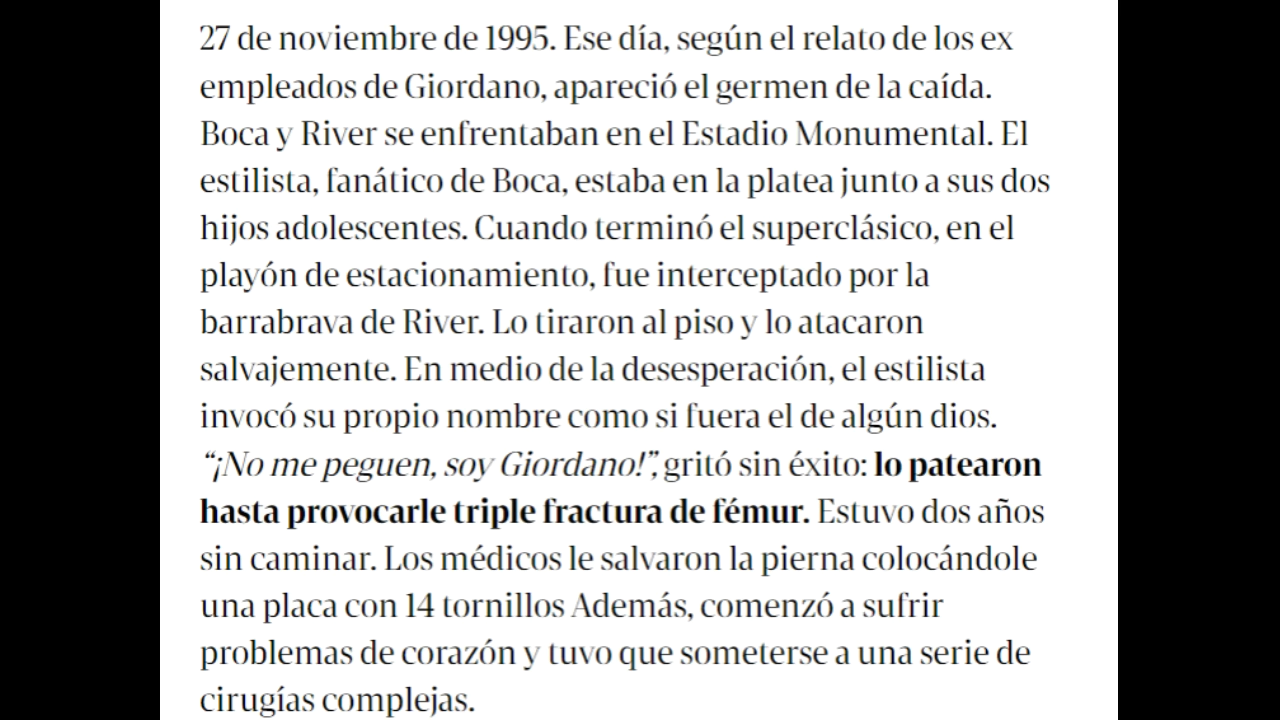 27 de noviembre de 1995. Ese día, según el relato de los ex
empleados de Giordano, apareció el germen de la caída.
Boca y River se enfrentaban en el Estadio Monumental. El
estilista, fanático de Boca, estaba en la platea junto a sus dos
hijos adolescentes. Cuando terminó el superclásico, en el
playón de estacionamiento, fue interceptado por la
barrabrava de River. Lo tiraron al piso y lo atacaron
salvajemente. En medio de la desesperación, el estilista
invocó su propio nombre como si fuera el de algún dios.
“¡No me peguen, soy Giordano!”, gritó sin éxito: lo patearon
hasta provocarle triple fractura de fémur. Estuvo dos años
sin caminar. Los médicos le salvaron la pierna colocándole
una placa con 14 tornillos Además, comenzó a sufrir
problemas de corazón y tuvo que someterse a una serie de
cirugías complejas.